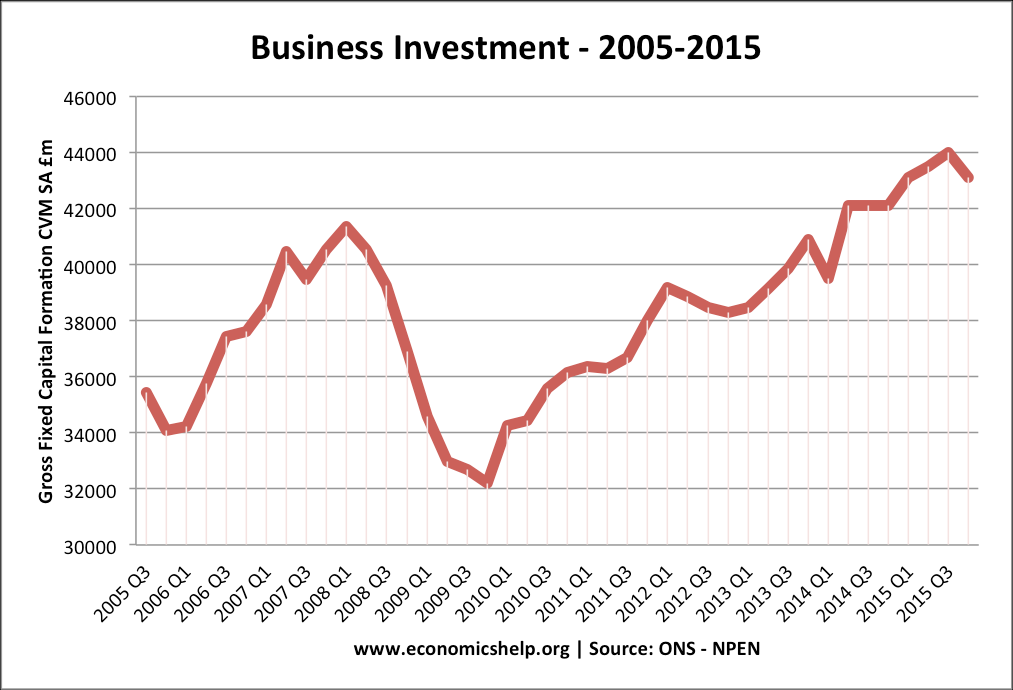 Business Investment - 2005-2015
Gross Fixed Capital Formation CVM SA £m
46000
44000
42000
40000
38000
36000
34000
32000
30000
2005 Q3
2006 Q1
2006 Q3
2007 Q1
2007 Q3
2008 Q1
2008 Q3
2009 Q1
2009 Q3
2010 Q1
2010 Q3
2011 Q1
2011 Q3
2012 Q1
2012 Q3
2013 Q1
2013 Q3
2014 Q1
2014 Q3
2015 Q1
2015 Q3
www.economicshelp.org | Source: ONS - NPEN